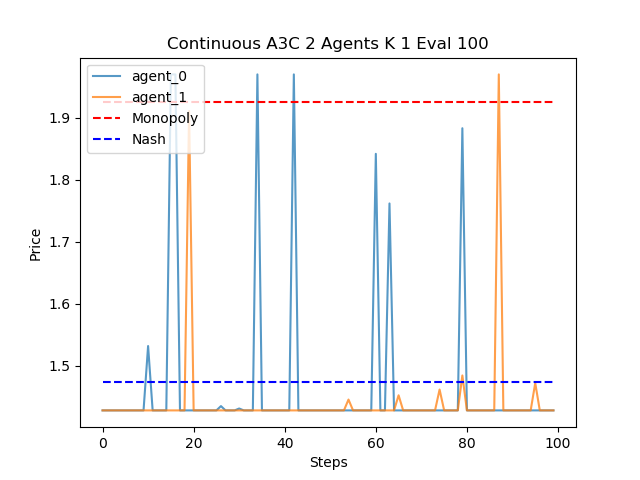 Continuous A3C 2 Agents K 1 Eval 100
agent_0
agent_1
Monopoly
Nash
Price
1.9
1.8
1.7
1.6
1.5
0 20 40 60 80 100
Steps